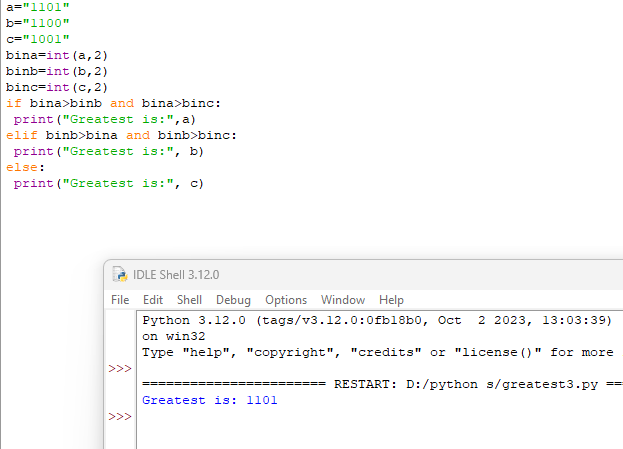 a="1101"
b="1100"
c="1001"
bina=int(a,2)
binb=int(b,2)
binc=int(c,2)
if bina>binb and bina>binc:
 print("Greatest is:",a)
elif binb>bina and binb>binc:
 print("Greatest is:", b)
else:
 print("Greatest is:", c)
IDLE Shell 3.12.0
File Edit Shell Debug Options Window Help
Python 3.12.0 (tags/v3.12.0:0fb18b0, Oct  2 2023, 13:03:39)
on win32
Type "help", "copyright", "credits" or "license()" for more
>>>
======================= RESTART: D:/python s/greatest3.py ==
Greatest is: 1101
>>>